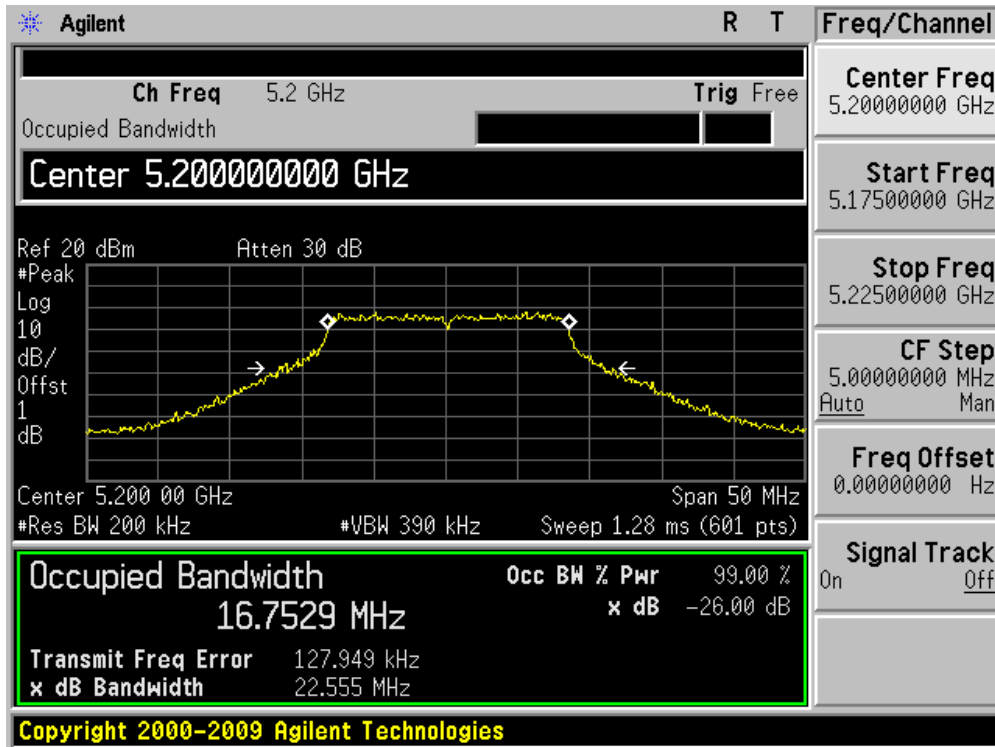 Agilent R T Freq/Channel
Ch Freq 5.2 GHz Trig Free
Occupied Bandwidth
Center 5.200000000 GHz
Ref 20 dBm Atten 30 dB
#Peak
Log
10
dB/
Offst
1
dB
Center 5.200 00 GHz Span 50 MHz
#Res BW 200 kHz #VBW 390 kHz Sweep 1.28 ms (601 pts)
Occupied Bandwidth
16.7529 MHz
Occ BW % Pwr 99.00 %
x dB -26.00 dB
Transmit Freq Error 127.949 kHz
x dB Bandwidth 22.555 MHz
Copyright 2000-2009 Agilent Technologies
Center Freq
5.20000000 GHz
Start Freq
5.17500000 GHz
Stop Freq
5.22500000 GHz
CF Step
5.00000000 MHz
Auto Man
Freq Offset
0.00000000 Hz
Signal Track
On Off